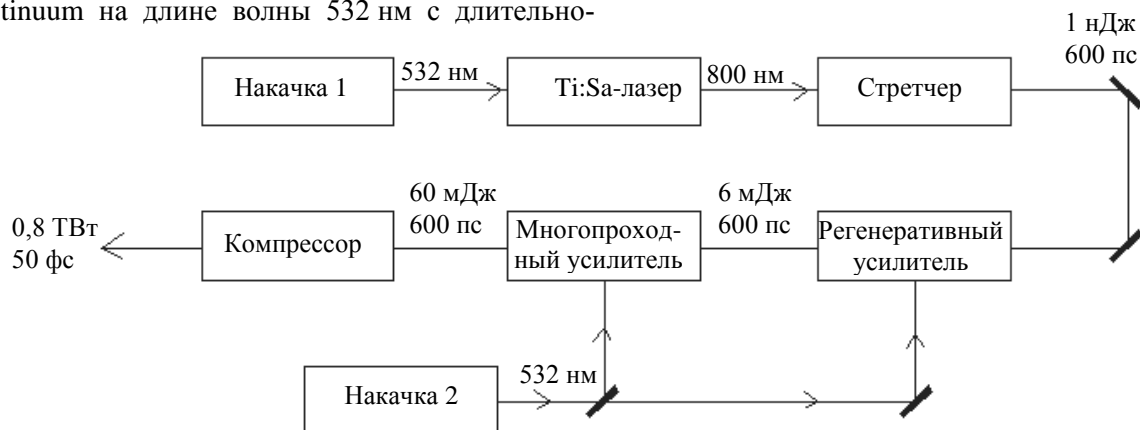 tinuum на длине волны 532 нм с длительно-
1 нДж
600 пс
Накачка 1
532 нм
Ti:Sa-лазер
800 нм
Стретчер
0,8 ТВт
50 фс
Компрессор
60 мДж
600 пс
Многопроход-
ный усилитель
6 мДж
600 пс
Регенеративный
усилитель
Накачка 2
532 нм